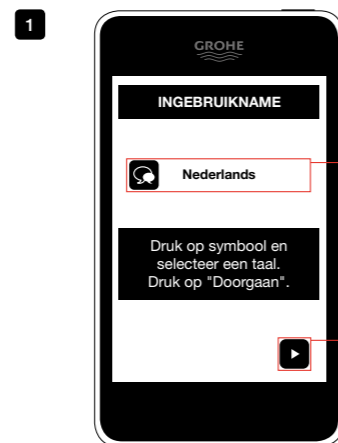 1
GROHE
INGEBRUIKNAME
Nederlands
Druk op symbool en
selecteer een taal.
Druk op "Doorgaan".